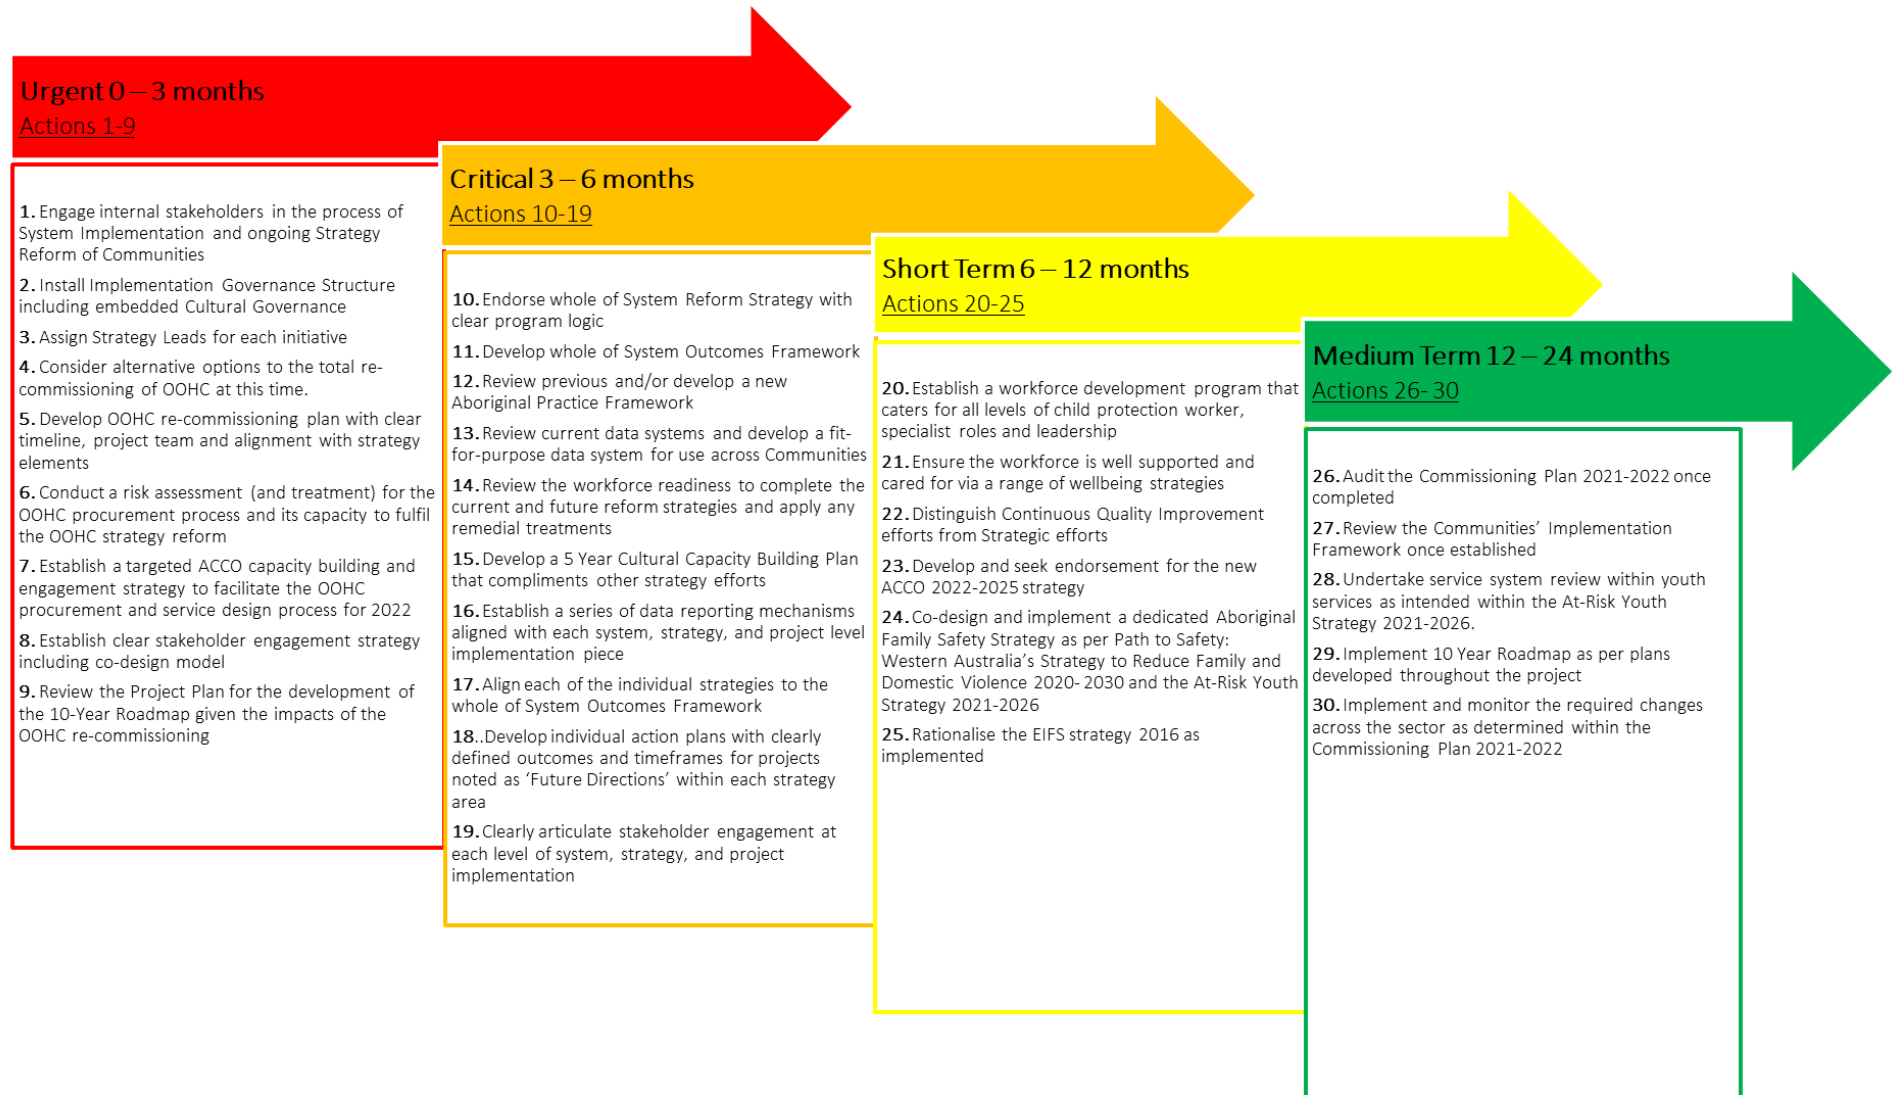 Urgent 0 – 3 months
Actions 1-9
1. Engage internal stakeholders in the process of
System Implementation and ongoing Strategy
Reform of Communities
2. Install Implementation Governance Structure
including embedded Cultural Governance
3. Assign Strategy Leads for each initiative
4. Consider alternative options to the total re-
commissioning of OOHC at this time.
5. Develop OOHC re-commissioning plan with clear
timeline, project team and alignment with strategy
elements
6. Conduct a risk assessment (and treatment) for the
OOHC procurement process and its capacity to fulfil
the OOHC strategy reform
7. Establish a targeted ACCO capacity building and
engagement strategy to facilitate the OOHC
procurement and service design process for 2022
8. Establish clear stakeholder engagement strategy
including co-design model
9. Review the Project Plan for the development of
the 10-Year Roadmap given the impacts of the
OOHC re-commissioning
Critical 3 – 6 months
Actions 10-19
10. Endorse whole of System Reform Strategy with
clear program logic
11. Develop whole of System Outcomes Framework
12. Review previous and/or develop a new
Aboriginal Practice Framework
13. Review current data systems and develop a fit-
for-purpose data system for use across Communities
14. Review the workforce readiness to complete the
current and future reform strategies and apply any
remedial treatments
15. Develop a 5 Year Cultural Capacity Building Plan
that compliments other strategy efforts
16. Establish a series of data reporting mechanisms
aligned with each system, strategy, and project level
implementation piece
17. Align each of the individual strategies to the
whole of System Outcomes Framework
18..Develop individual action plans with clearly
defined outcomes and timeframes for projects
noted as ‘Future Directions’ within each strategy
area
19. Clearly articulate stakeholder engagement at
each level of system, strategy, and project
implementation
Short Term 6 – 12 months
Actions 20-25
20. Establish a workforce development program that
caters for all levels of child protection worker,
specialist roles and leadership
21. Ensure the workforce is well supported and
cared for via a range of wellbeing strategies
22. Distinguish Continuous Quality Improvement
efforts from Strategic efforts
23. Develop and seek endorsement for the new
ACCO 2022-2025 strategy
24. Co-design and implement a dedicated Aboriginal
Family Safety Strategy as per Path to Safety:
Western Australia’s Strategy to Reduce Family and
Domestic Violence 2020- 2030 and the At-Risk Youth
Strategy 2021-2026
25. Rationalise the EIFS strategy 2016 as
implemented
Medium Term 12 – 24 months
Actions 26- 30
26. Audit the Commissioning Plan 2021-2022 once
completed
27. Review the Communities’ Implementation
Framework once established
28. Undertake service system review within youth
services as intended within the At-Risk Youth
Strategy 2021-2026.
29. Implement 10 Year Roadmap as per plans
developed throughout the project
30. Implement and monitor the required changes
across the sector as determined within the
Commissioning Plan 2021-2022